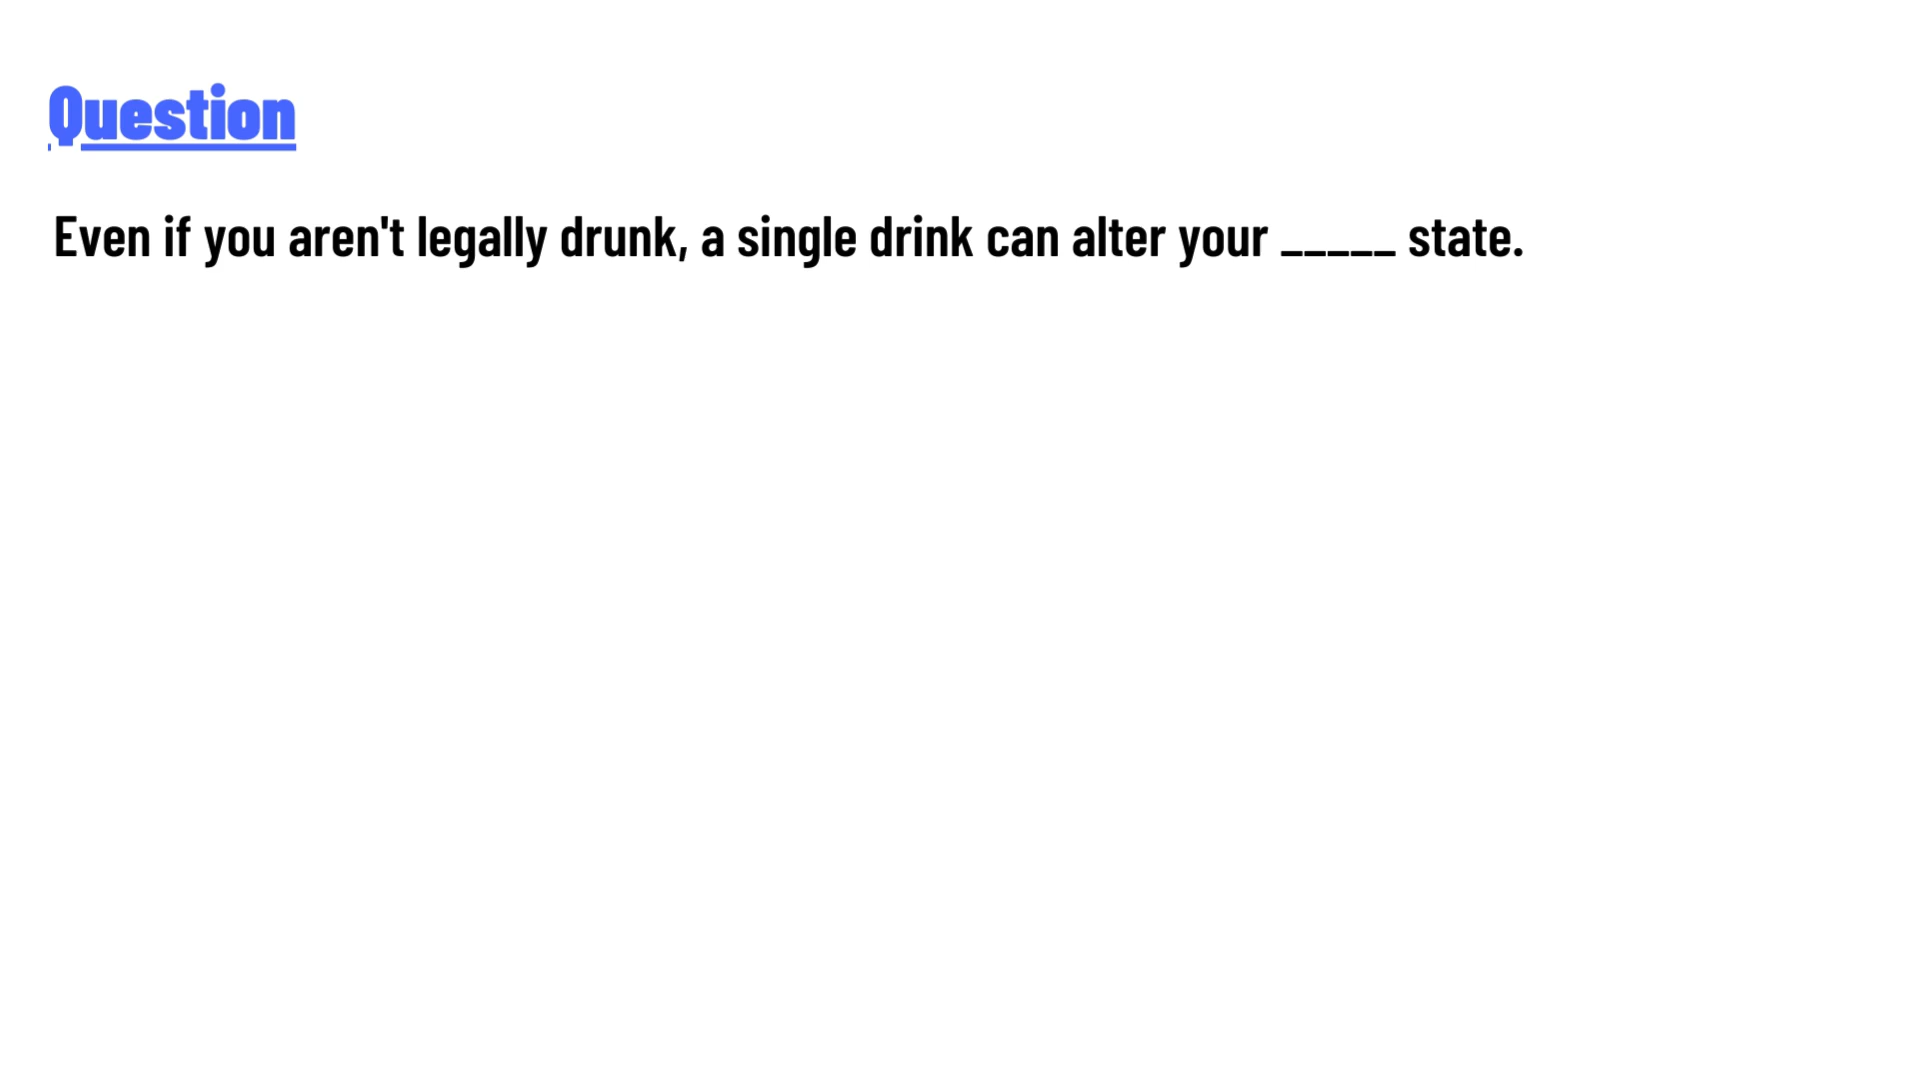 Question
Even if you aren't legally drunk, a single drink can alter your _____ state.